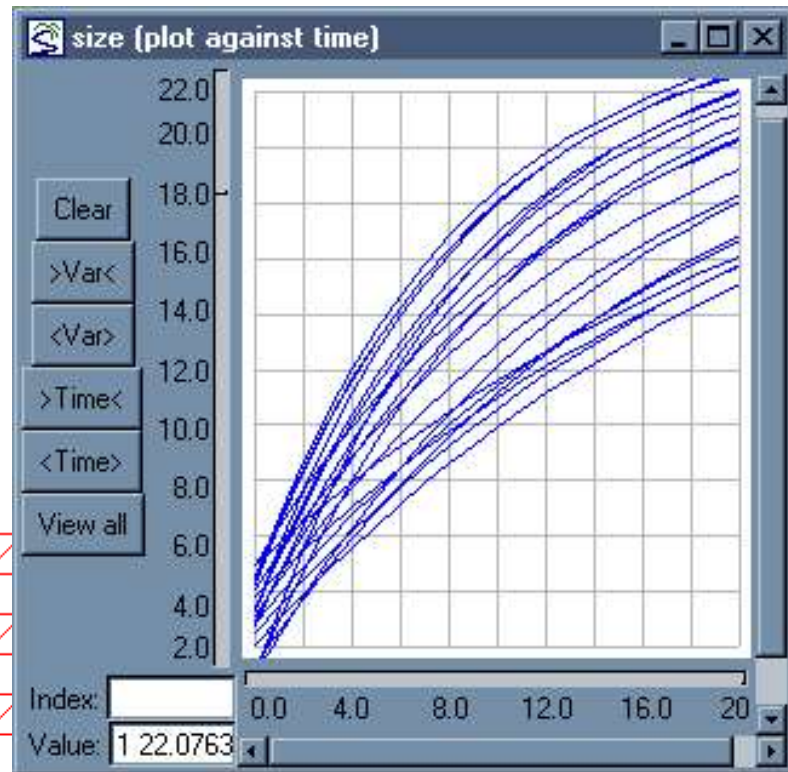 size (plot against time)
22.0
20.0
18.0
16.0
14.0
12.0
10.0
8.0
6.0
4.0
2.0
Clear
>Var<
<Var>
>Time<
<Time>
View all
Index:
Value: 1 22.0763
0.0 4.0 8.0 12.0 16.0 20